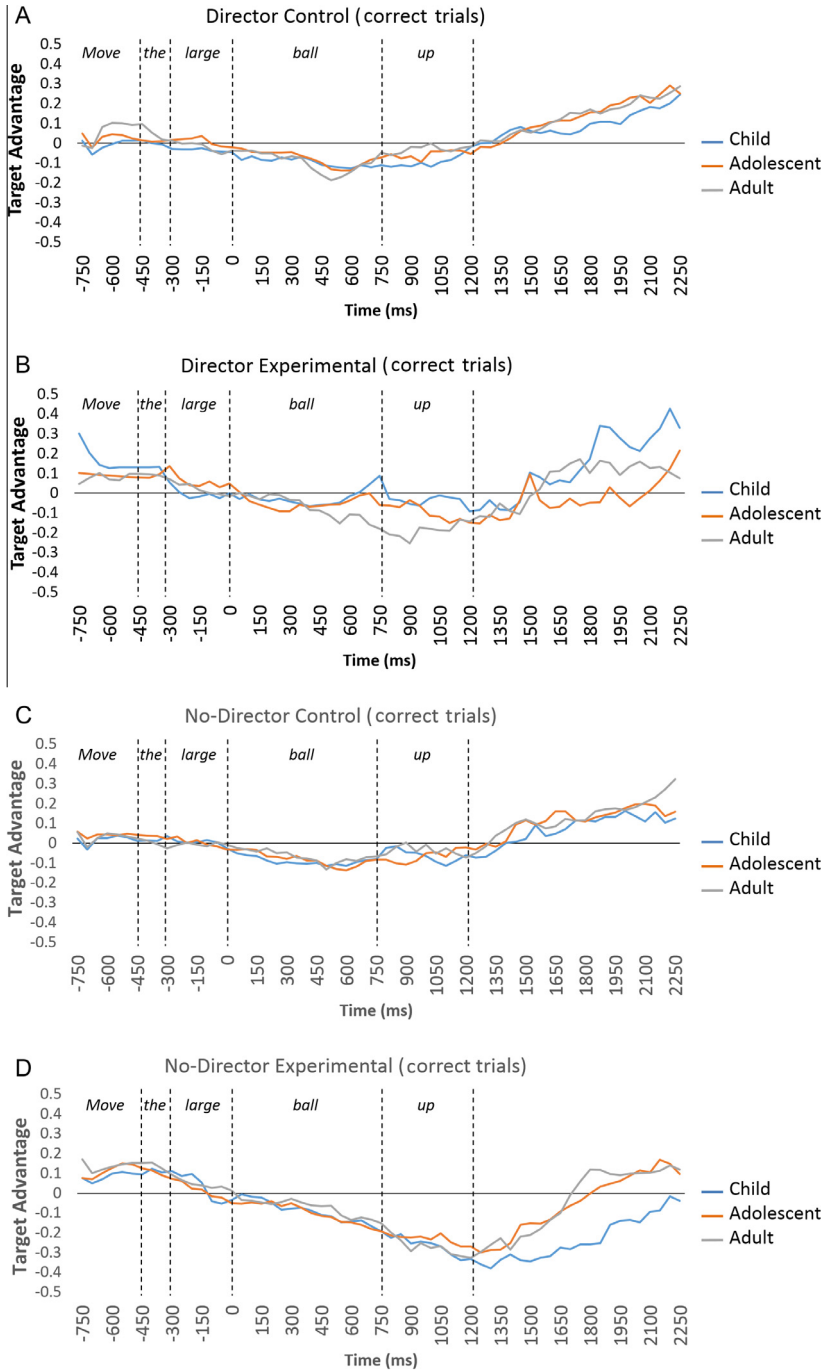 A
Director Control (correct trials)
Move the large ball up
Target Advantage
0.5
0.4
0.3
0.2
0.1
0
-0.1
-0.2
-0.3
-0.4
-0.5
-750 -600 -450 -300 -150 0 150 300 450 600 750 900 1050 1200 1350 1500 1650 1800 1950 2100 2250
Time (ms)
Child
Adolescent
Adult
B
Director Experimental (correct trials)
Move the large ball up
Target Advantage
0.5
0.4
0.3
0.2
0.1
0
-0.1
-0.2
-0.3
-0.4
-0.5
-750 -600 -450 -300 -150 0 150 300 450 600 750 900 1050 1200 1350 1500 1650 1800 1950 2100 2250
Time (ms)
Child
Adolescent
Adult
C
No-Director Control (correct trials)
Move the large ball up
Target Advantage
0.5
0.4
0.3
0.2
0.1
0
-0.1
-0.2
-0.3
-0.4
-0.5
-750 -600 -450 -300 -150 0 150 300 450 600 750 900 1050 1200 1350 1500 1650 1800 1950 2100 2250
Time (ms)
Child
Adolescent
Adult
D
No-Director Experimental (correct trials)
Move the large ball up
Target Advantage
0.5
0.4
0.3
0.2
0.1
0
-0.1
-0.2
-0.3
-0.4
-0.5
-750 -600 -450 -300 -150 0 150 300 450 600 750 900 1050 1200 1350 1500 1650 1800 1950 2100 2250
Time (ms)
Child
Adolescent
Adult